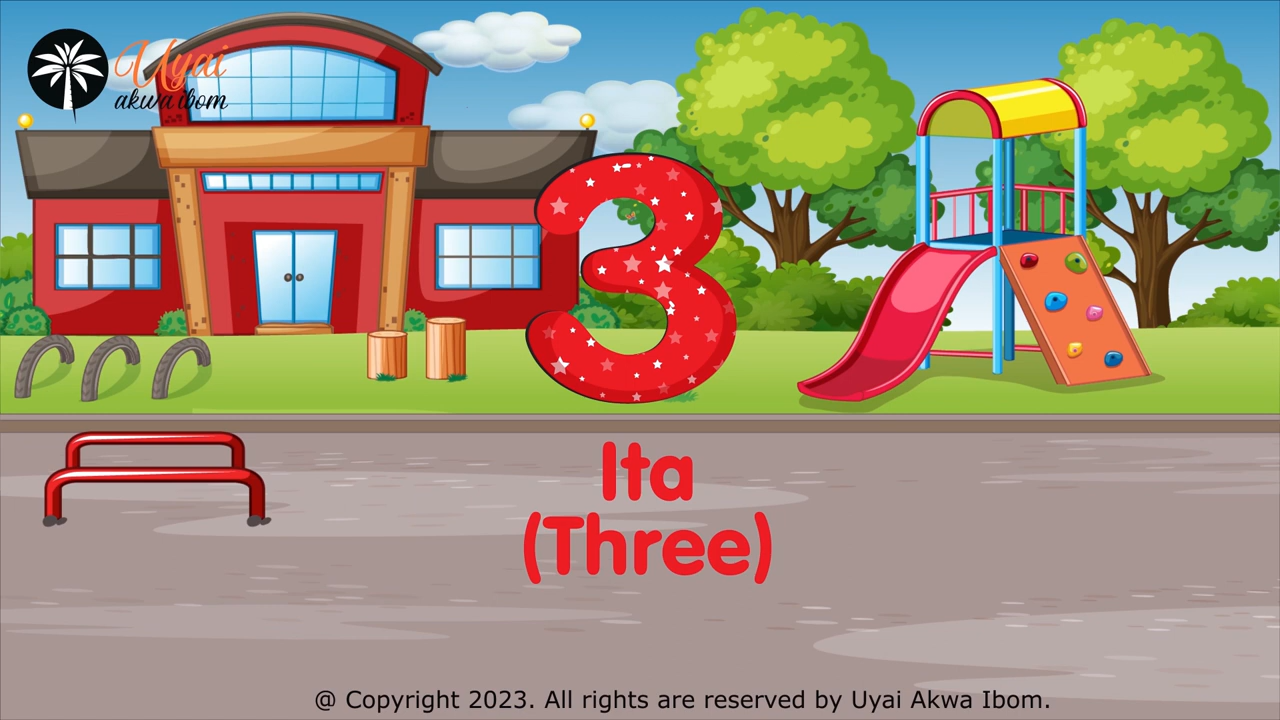 Uyai
akwa ibom
3
Ita
(Three)
@ Copyright 2023. All rights are reserved by Uyai Akwa Ibom.